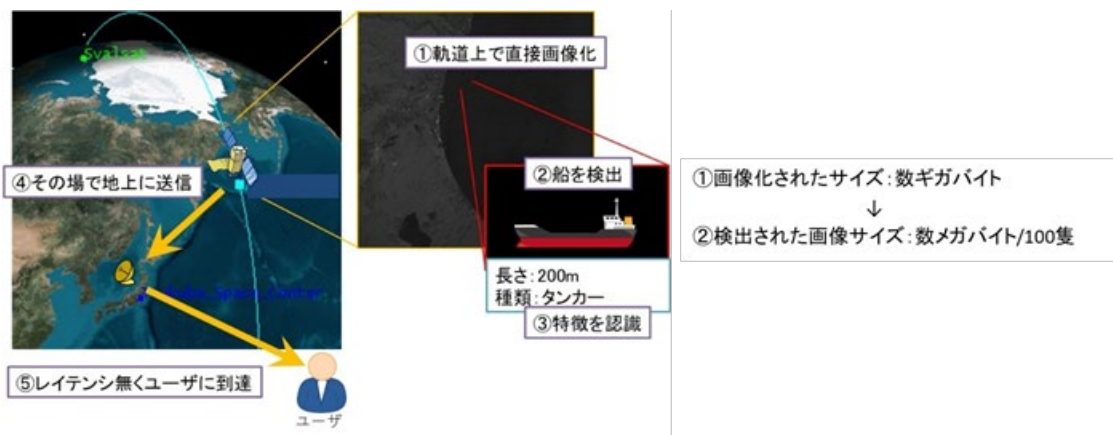 Svalsat
①軌道上で直接画像化
②船を検出
④その場で地上に送信
長さ:200m
種類:タンカー
③特徴を認識
⑤レイテンシ無くユーザに到達
ユーザ
①画像化されたサイズ:数ギガバイト
↓
②検出された画像サイズ:数メガバイト/100隻